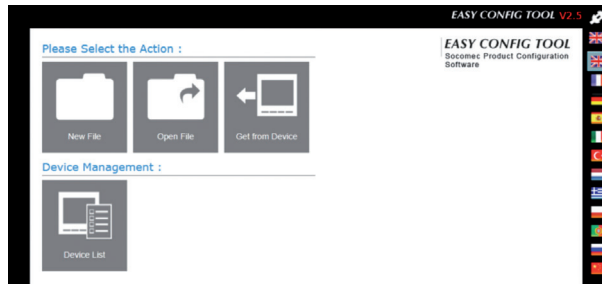 EASY CONFIG TOOL V2.5
Please Select the Action :
EASY CONFIG TOOL
Socomec Product Configuration
Software
New File
Open File
Get from Device
Device Management :
Device List